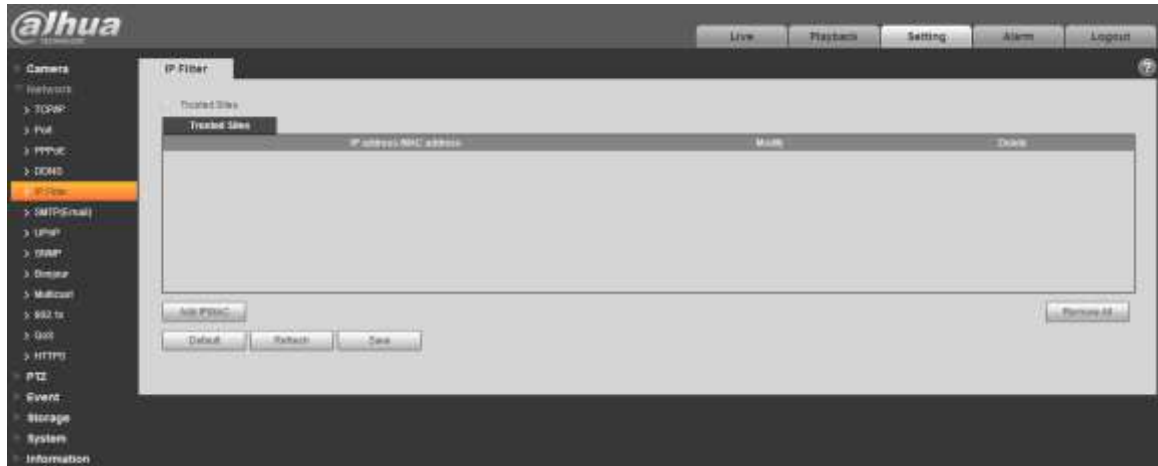 alhua
TECHNOLOGY
Live
Playback
Setting
Alarm
Logout
Camera
Network
TCP/IP
Port
PPPoE
DDNS
IP Filter
SMTP(Email)
UPnP
SNMP
Bonjour
Multicast
802.1x
QoS
HTTPS
PTZ
Event
Storage
System
Information
IP Filter
?
Trusted Sites
Trusted Sites
IP address/MAC address
Modify
Delete
Add IP/MAC
Remove All
Default
Refresh
Save